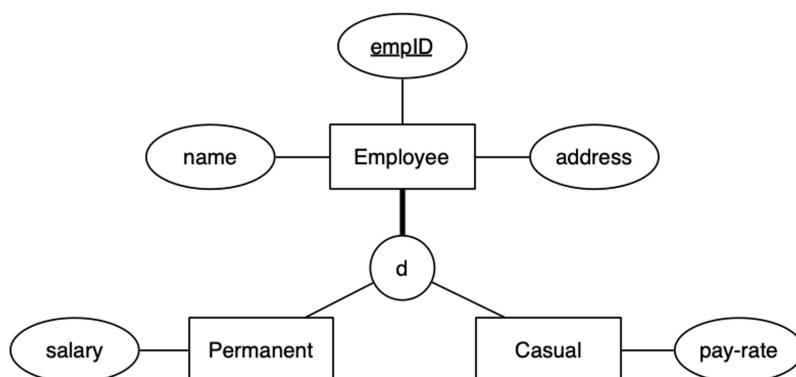 empID
name
Employee
address
d
salary
Permanent
Casual
pay-rate